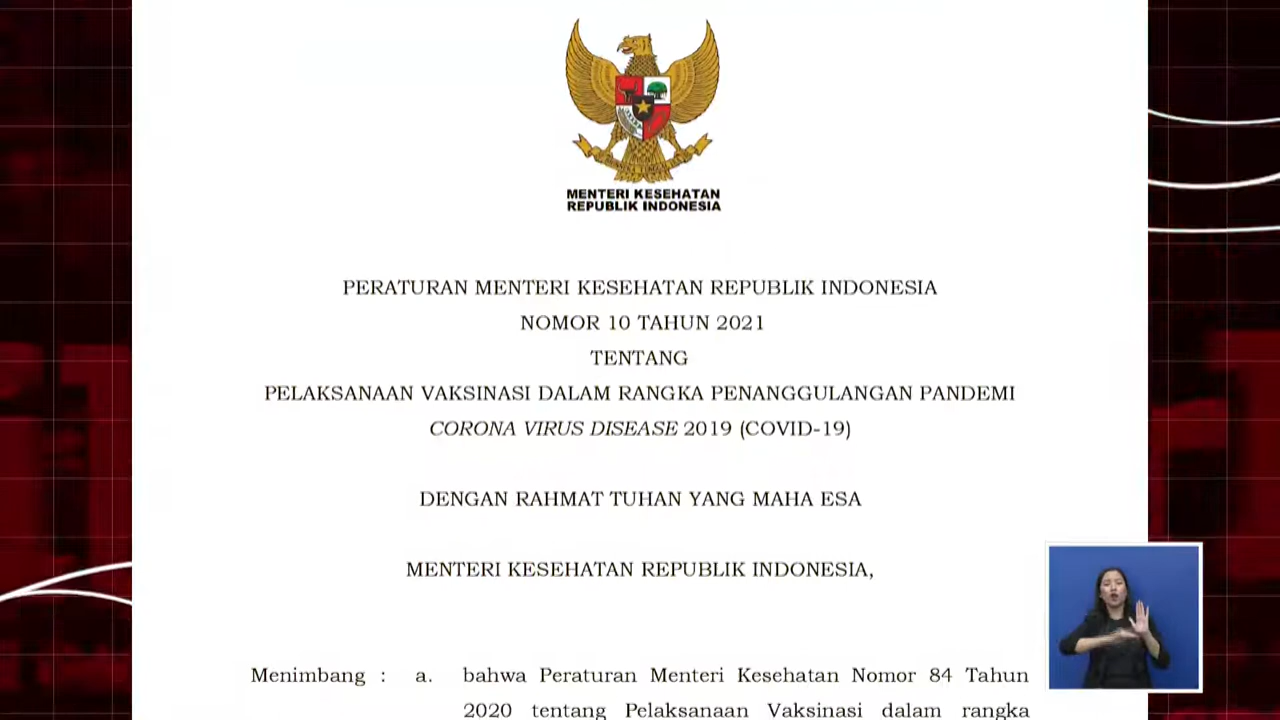 MENTERI KESEHATAN
REPUBLIK INDONESIA
PERATURAN MENTERI KESEHATAN REPUBLIK INDONESIA
NOMOR 10 TAHUN 2021
TENTANG
PELAKSANAAN VAKSINASI DALAM RANGKA PENANGGULANGAN PANDEMI
CORONA VIRUS DISEASE 2019 (COVID-19)
DENGAN RAHMAT TUHAN YANG MAHA ESA
MENTERI KESEHATAN REPUBLIK INDONESIA,
Menimbang : a. bahwa Peraturan Menteri Kesehatan Nomor 84 Tahun
2020 tentang Pelaksanaan Vaksinasi dalam rangka